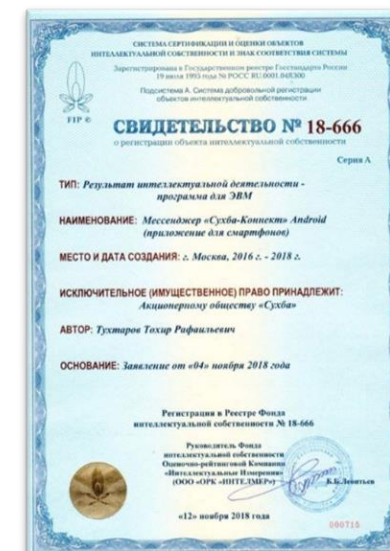 СИСТЕМА СЕРТИФИКАЦИИ И ОЦЕНКИ ОБЪЕКТОВ
ИНТЕЛЛЕКТУАЛЬНОЙ СОБСТВЕННОСТИ И ЗНАК СООТВЕТСТВИЯ СИСТЕМЫ
Зарегистрирована в Государственном реестре Госстандарта России
19 июля 1995 года № РОСС RU.0001.04Я300
Подсистема А. Система добровольной регистрации
объектов интеллектуальной собственности
FIP ®
СВИДЕТЕЛЬСТВО № 18-666
о регистрации объекта интеллектуальной собственности
Серия А
ТИП: Результат интеллектуальной деятельности -
программа для ЭВМ
НАИМЕНОВАНИЕ: Мессенджер «Сухба-Коннект» Android
(приложение для смартфонов)
МЕСТО И ДАТА СОЗДАНИЯ: г. Москва, 2016 г. - 2018 г.
ИСКЛЮЧИТЕЛЬНОЕ (ИМУЩЕСТВЕННОЕ) ПРАВО ПРИНАДЛЕЖИТ:
Акционерному обществу «Сухба»
АВТОР: Тухтаров Тохир Рафаильевич
ОСНОВАНИЕ: Заявление от «04» ноября 2018 года
Регистрация в Реестре Фонда
интеллектуальной собственности № 18-666
Руководитель Фонда
интеллектуальной собственности
Оценочно-рейтинговой Компании
«Интеллектуальные Измерения»
(ООО «ОРК «ИНТЕЛМЕР»)
Б.Б.Леонтьев
«12» ноября 2018 года
000715